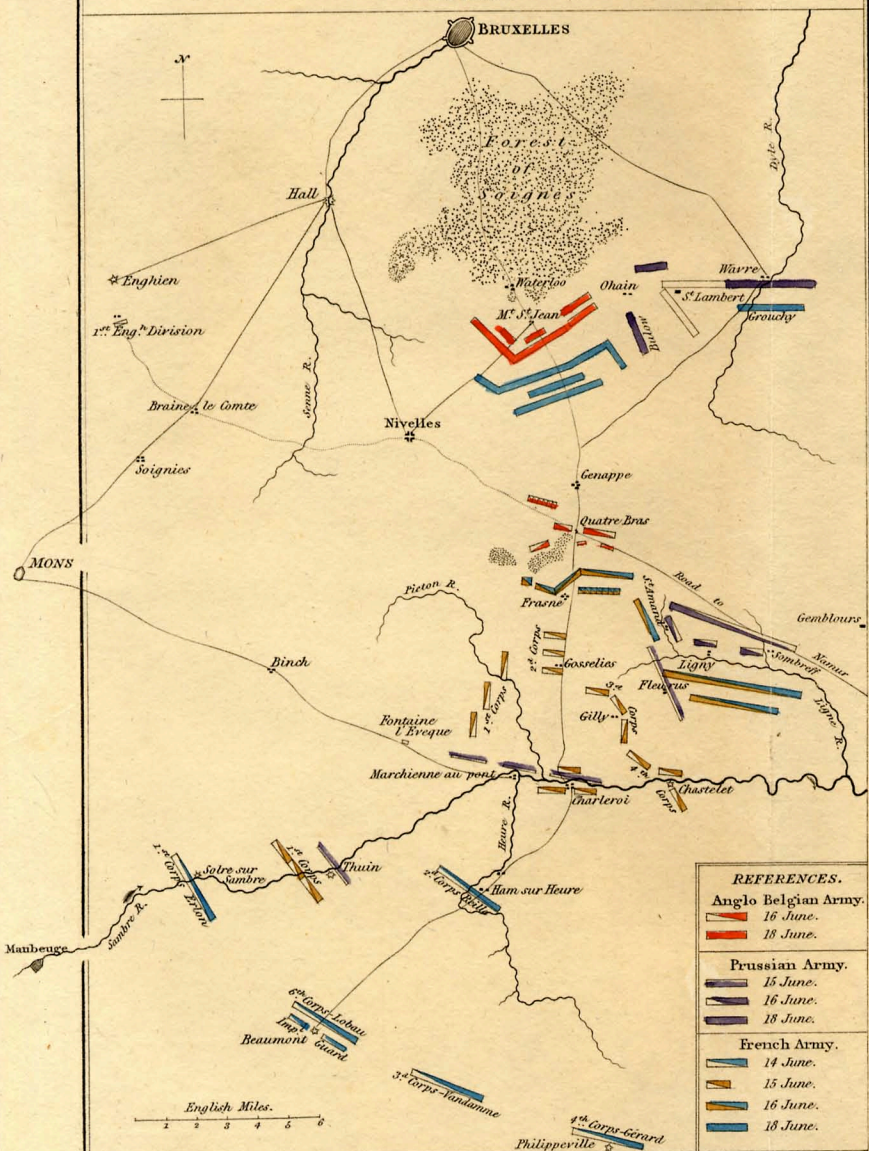 BRUXELLES
N
Forest
of
Soignes
Dyle R.
Hall
Enghien
Waterloo
Ohain
Wavre
St. Lambert
Grouchy
1st. Engh. Division
Mt. St. Jean
Bulow
Senne R.
Braine le Comte
Nivelles
Soignies
Genappe
Quatre Bras
MONS
Road to Namur
Picton R.
Frasne
St. Amand
Gemblours
2d. Corps
Gosselies
Ligny
Sombreff
Binch
1st Corps
3rd Corps
Fleurus
Ligne R.
Gilly
Fontaine
l'Eveque
Marchienne au pont
4th Corps
Charleroi
Chastelet
Heure R.
1st Corps Erlon
Solre sur
Sambre
1st Corps
Thuin
2d Corps Reille
Ham sur Heure
Sambre R.
Maubeuge
6th Corps-Lobau
Impl. Guard
Beaumont
3d Corps-Vandamme
English Miles.
1 2 3 4 5 6
4th Corps-Gérard
Philippeville
REFERENCES.
Anglo Belgian Army.
16 June.
18 June.
Prussian Army.
15 June.
16 June.
18 June.
French Army.
14 June.
15 June.
16 June.
18 June.